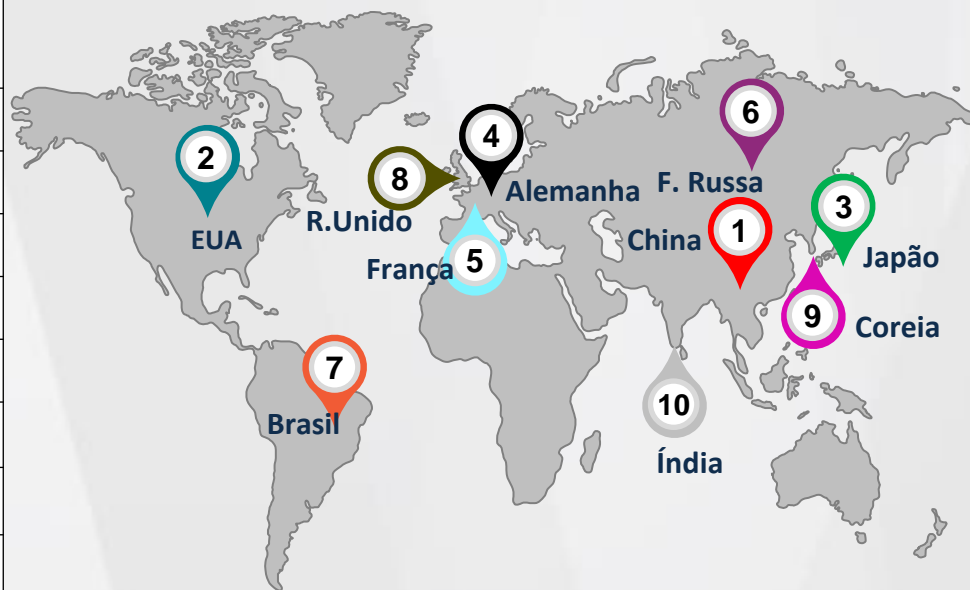 6
4
2
8
Alemanha
F. Russa
3
R.Unido
1
EUA
China
França
5
Japão
9
Coreia
7
10
Brasil
Índia